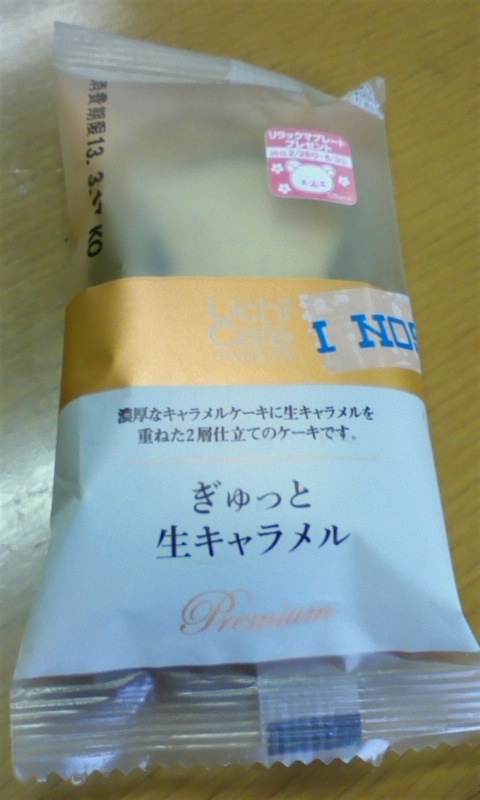 消費期限13.3.
KO
リラックマプレート
プレゼント
Uchi
Café
SWEETS
濃厚なキャラメルケーキに生キャラメルを
重ねた2層仕立てのケーキです。
ぎゅっと
生キャラメル
Premium